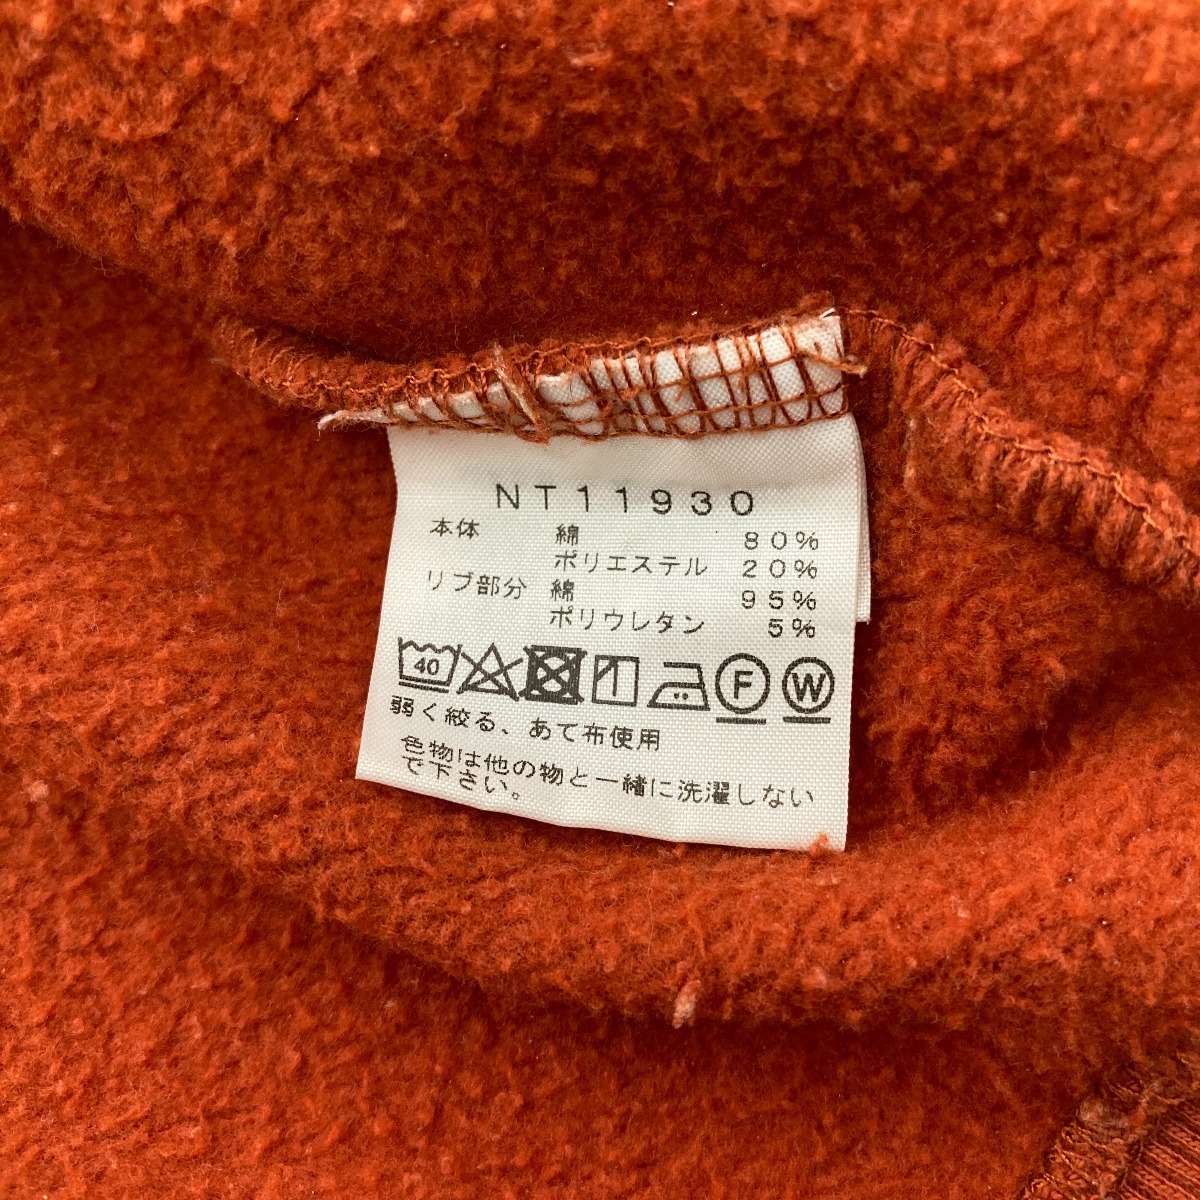 NT11930
本体 綿 80%
ポリエステル 20%
リブ部分 綿 95%
ポリウレタン 5%
40 F W
弱く絞る、あて布使用
色物は他の物と一緒に洗濯しない
で下さい。